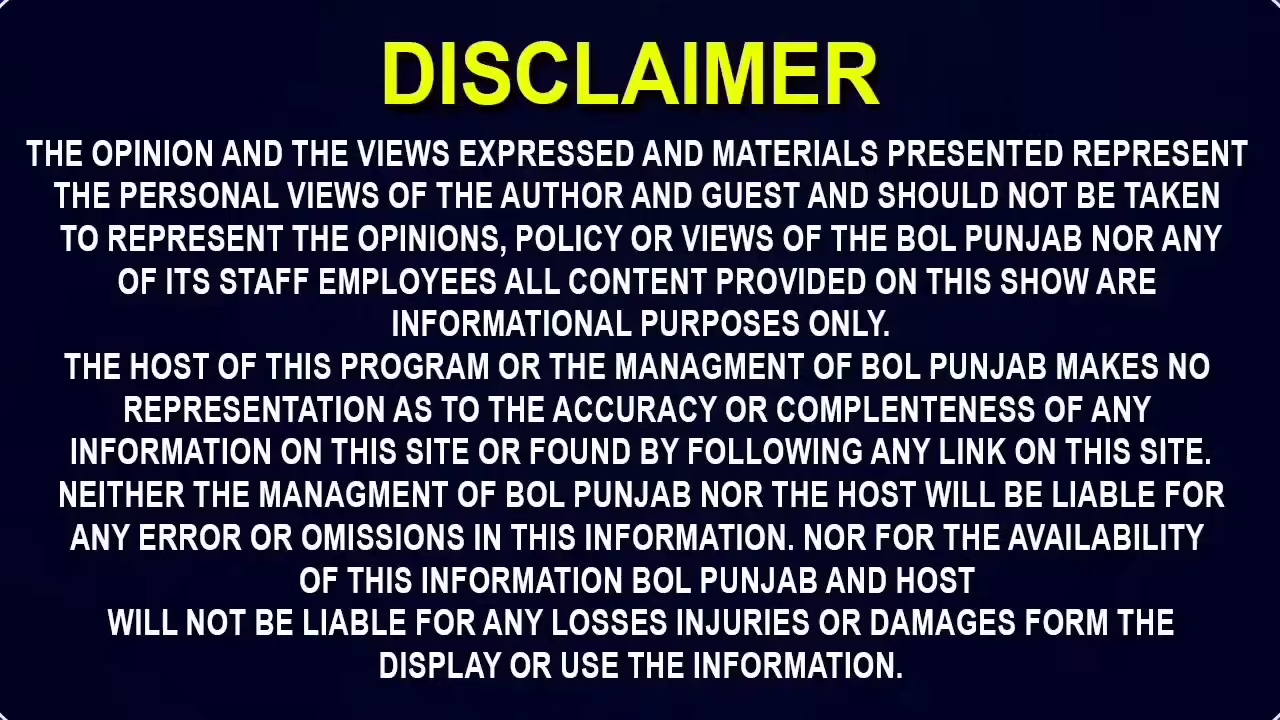 DISCLAIMER
THE OPINION AND THE VIEWS EXPRESSED AND MATERIALS PRESENTED REPRESENT
THE PERSONAL VIEWS OF THE AUTHOR AND GUEST AND SHOULD NOT BE TAKEN
TO REPRESENT THE OPINIONS, POLICY OR VIEWS OF THE BOL PUNJAB NOR ANY
OF ITS STAFF EMPLOYEES ALL CONTENT PROVIDED ON THIS SHOW ARE
INFORMATIONAL PURPOSES ONLY.
THE HOST OF THIS PROGRAM OR THE MANAGMENT OF BOL PUNJAB MAKES NO
REPRESENTATION AS TO THE ACCURACY OR COMPLENTENESS OF ANY
INFORMATION ON THIS SITE OR FOUND BY FOLLOWING ANY LINK ON THIS SITE.
NEITHER THE MANAGMENT OF BOL PUNJAB NOR THE HOST WILL BE LIABLE FOR
ANY ERROR OR OMISSIONS IN THIS INFORMATION. NOR FOR THE AVAILABILITY
OF THIS INFORMATION BOL PUNJAB AND HOST
WILL NOT BE LIABLE FOR ANY LOSSES INJURIES OR DAMAGES FORM THE
DISPLAY OR USE THE INFORMATION.